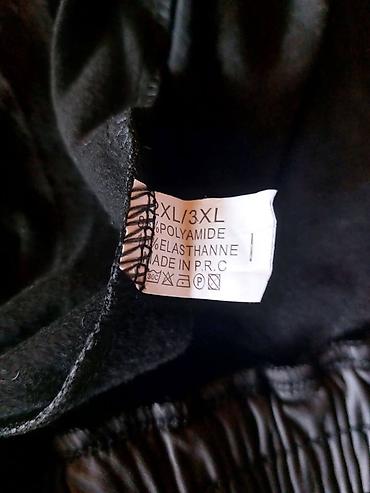 2XL/3XL
%POLYAMIDE
%ELASTHANNE
MADE IN P.R.C
P